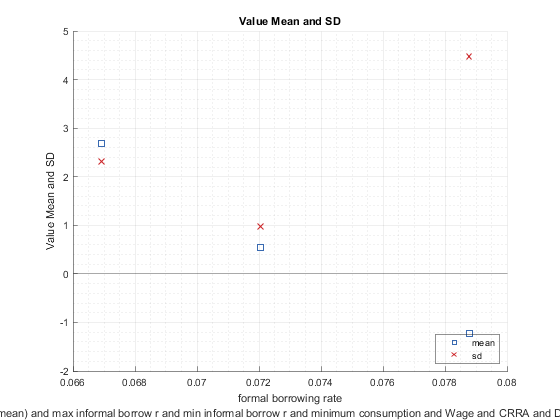 Value Mean and SD
5
4
3
2
1
0
-1
-2
Value Mean and SD
mean
sd
0.066
0.068
0.07
0.072
0.074
0.076
0.078
0.08
formal borrowing rate
mean) and max informal borrow r and min informal borrow r and minimum consumption and Wage and CRRA and